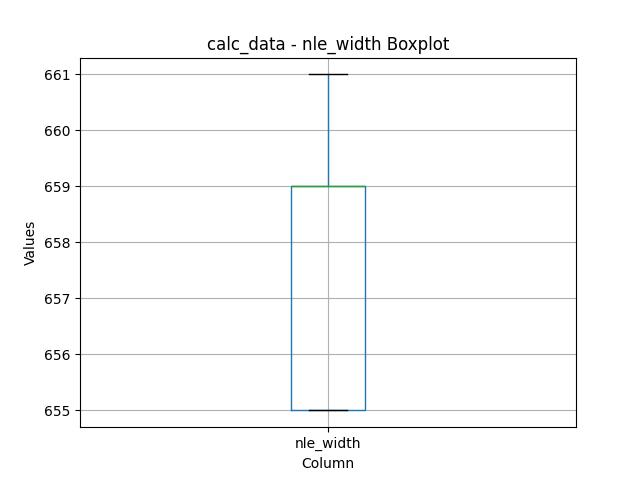 calc_data - nle_width Boxplot
661
660
659
658
657
656
655
Values
nle_width
Column